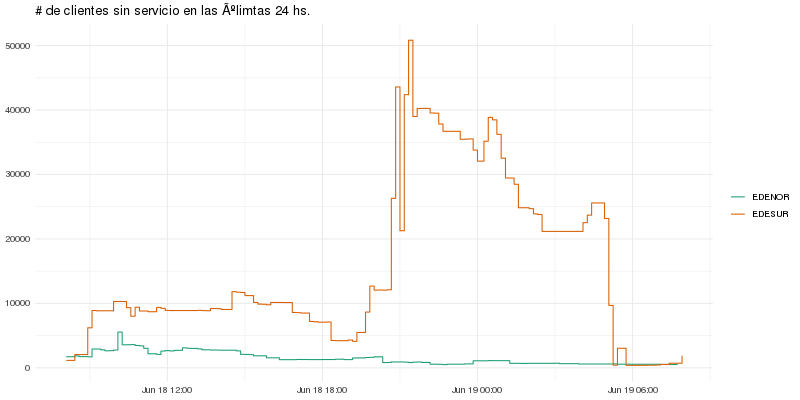 # de clientes sin servicio en las Ãºlimtas 24 hs.
50000
40000
30000
20000
10000
0
Jun 18 12:00
Jun 18 18:00
Jun 19 00:00
Jun 19 06:00
EDENOR
EDESUR